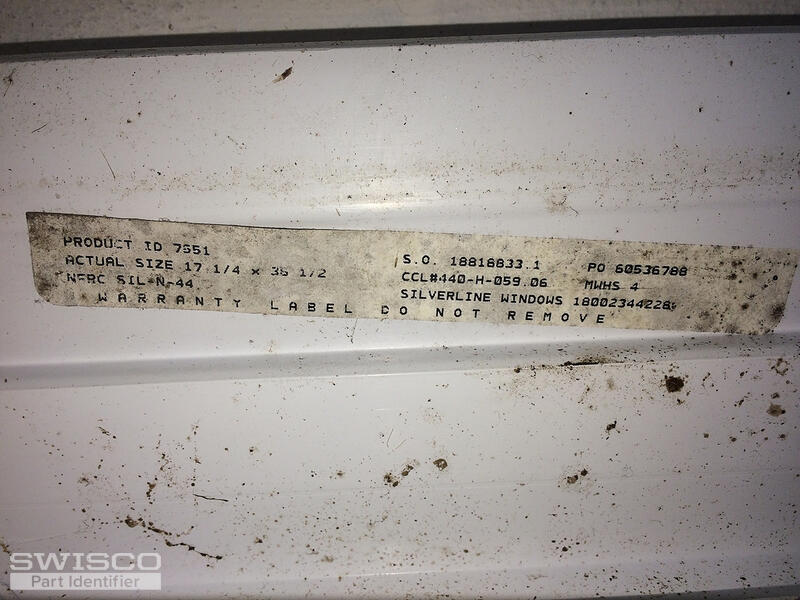 PRODUCT ID 7551
ACTUAL SIZE 17 1/4 x 36 1/2
NFRC SIL-N-44
S.O. 18818833.1
PO 60536788
CCL#440-H-059.06
MWHS 4
SILVERLINE WINDOWS 18002344228
WARRANTY LABEL DO NOT REMOVE
SWISCO
Part Identifier